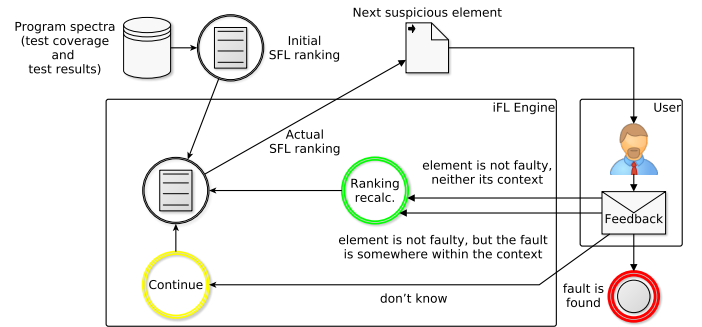 Program spectra
(test coverage
and
test results)
Initial
SFL ranking
Next suspicious element
iFL Engine
User
Actual
SFL ranking
element is not faulty,
neither its context
Ranking
recalc.
Feedback
element is not faulty, but the fault
is somewhere within the context
Continue
don’t know
fault is
found